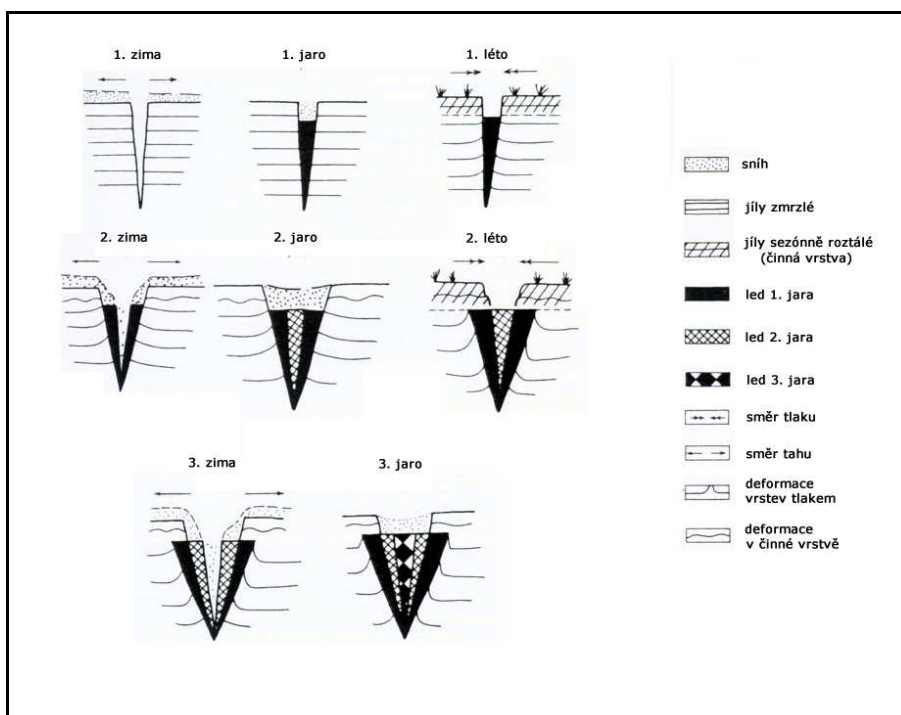 1. zima
1. jaro
1. léto
2. zima
2. jaro
2. léto
3. zima
3. jaro
sníh
jíly zmrzlé
jíly sezónně roztálé
(činná vrstva)
led 1. jara
led 2. jara
led 3. jara
směr tlaku
směr tahu
deformace
vrstev tlakem
deformace
v činné vrstvě